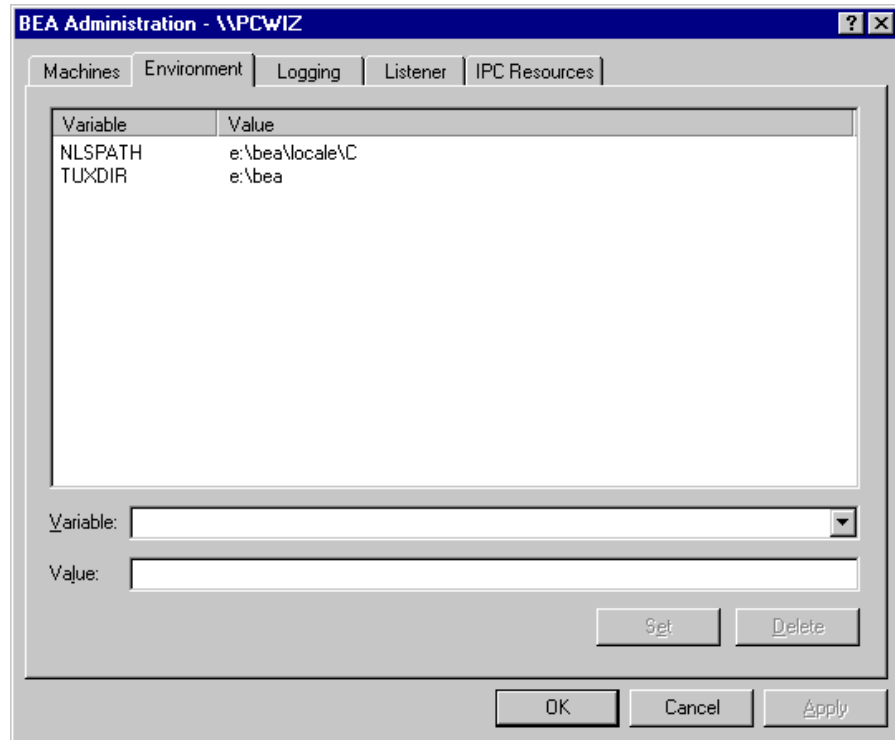 BEA Administration - \\PCWIZ
Machines Environment Logging Listener IPC Resources
Variable Value
NLSPATH e:\bea\locale\C
TUXDIR e:\bea
Variable:
Value:
Set Delete
OK Cancel Apply